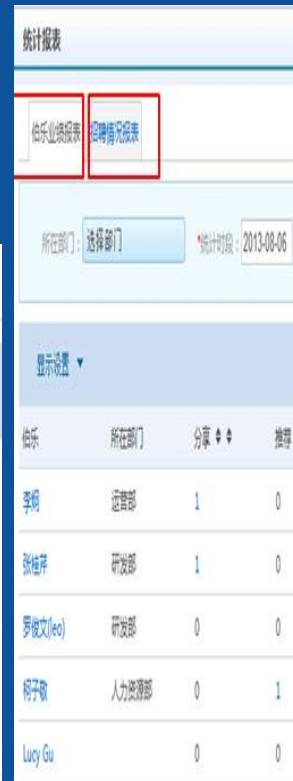 统计报表
伯乐业绩报表 招聘情况报表
所在部门： 选择部门 *统计时段： 2013-08-06
显示设置
伯乐 所在部门 分享 推荐
李炯 运营部 1 0
张植芹 研发部 1 0
罗俊文(leo) 研发部 0 0
柯子敏 人力资源部 0 1
Lucy Gu 0 0